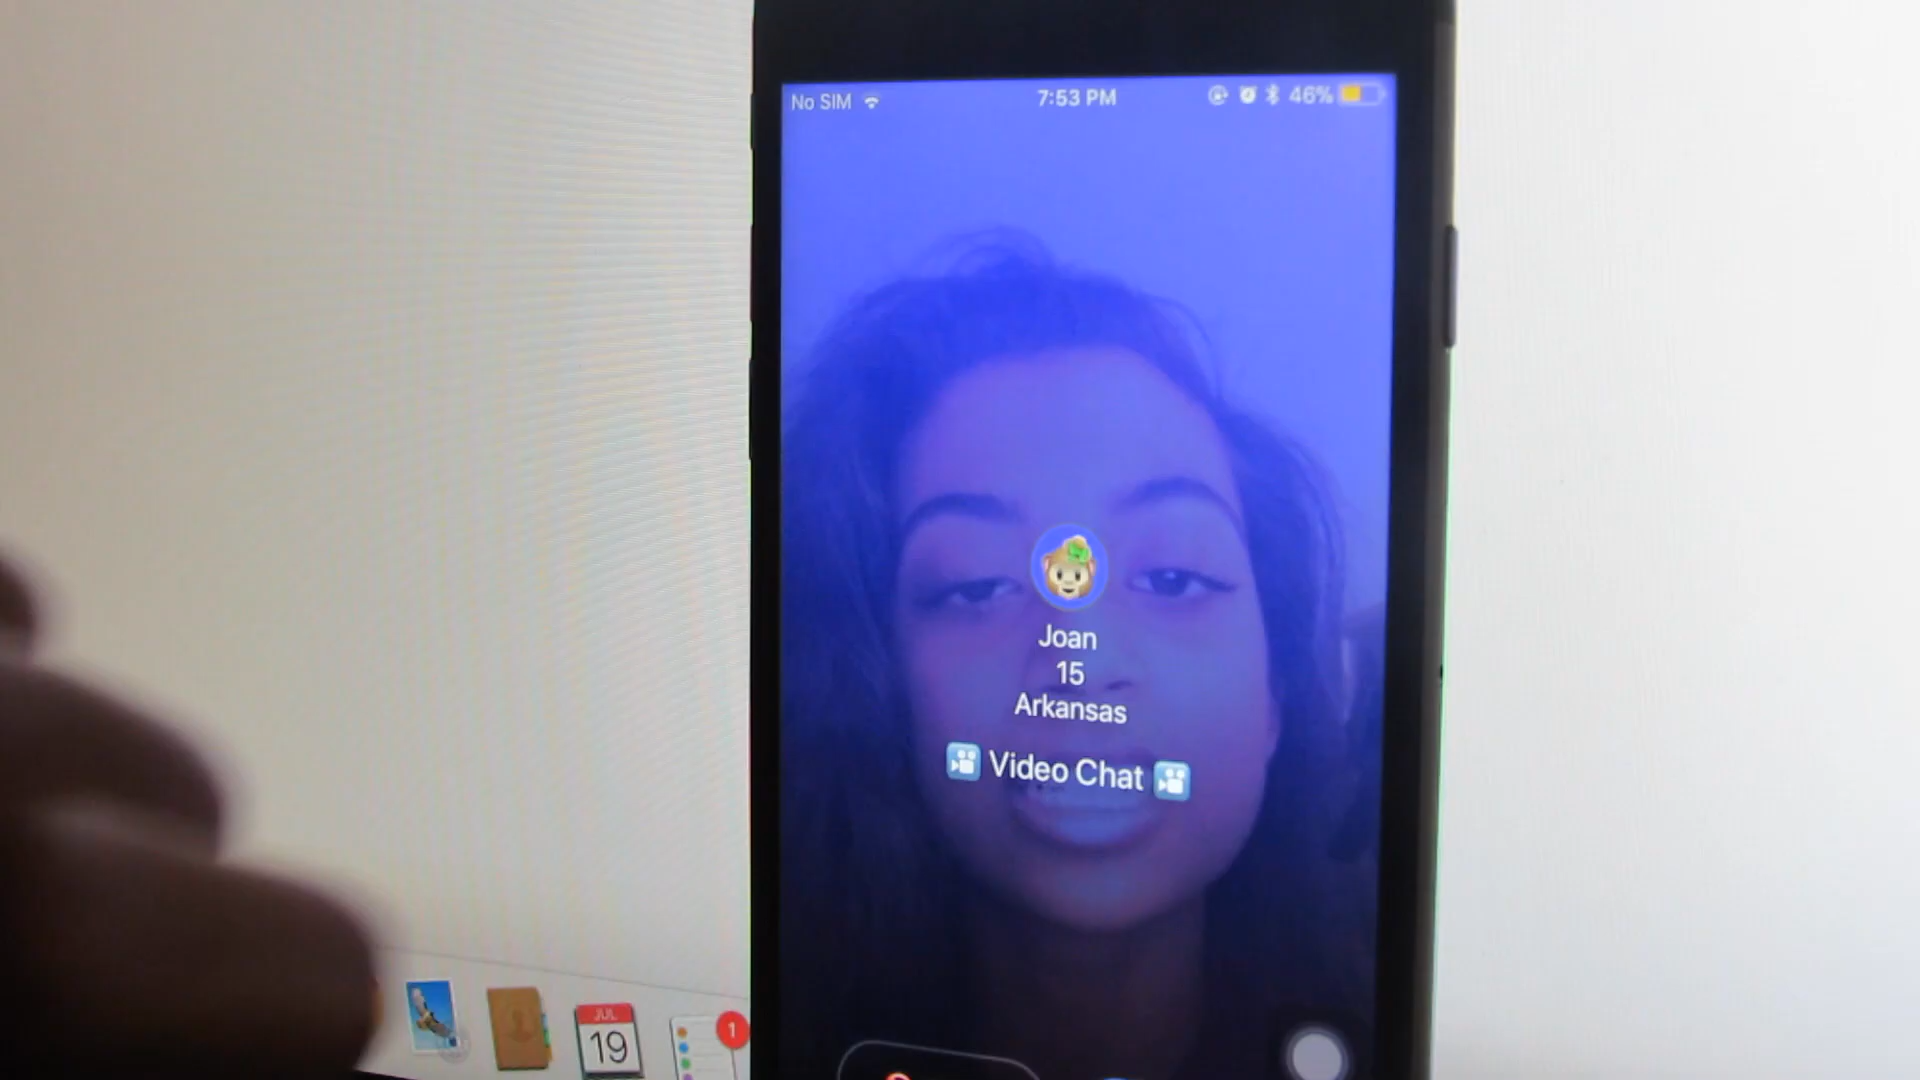 No SIM 7:53 PM 46%
Joan
15
Arkansas
Video Chat
JUL
19
1